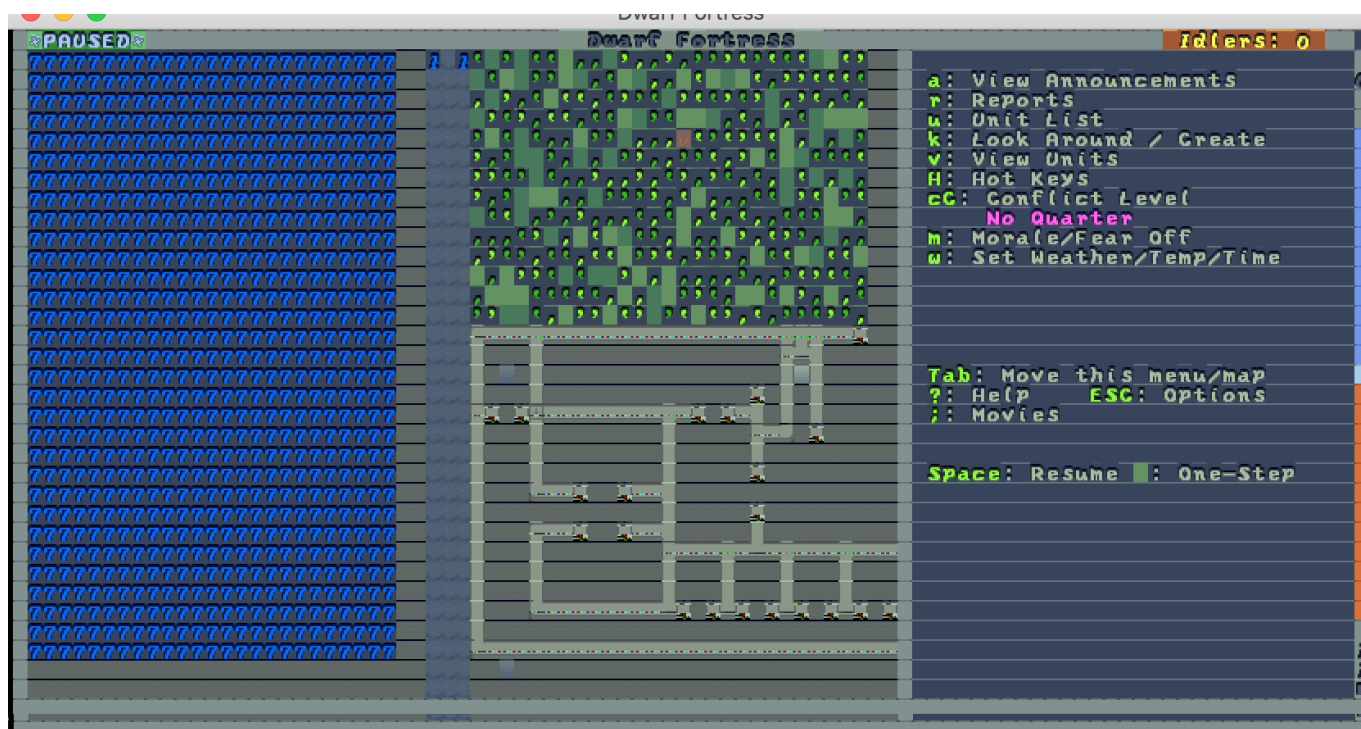 Dwarf Fortress
*PAUSED*
Dwarf Fortress
Idlers: 0
a: View Announcements
r: Reports
u: Unit List
k: Look Around / Create
v: View Units
H: Hot Keys
cC: Conflict Level
No Quarter
m: Morale/Fear Off
w: Set Weather/Temp/Time
Tab: Move this menu/map
?: Help ESC: Options
;: Movies
Space: Resume : One-Step